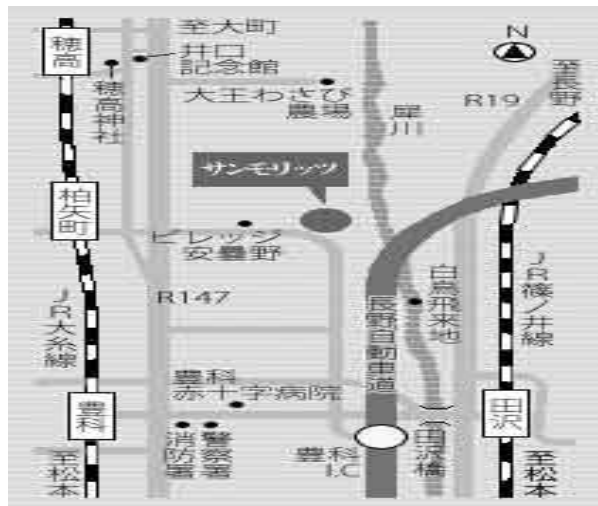 至大町
穂高
井口
記念館
穂高神社
大王わさび
農場
犀川
N
至長野
R19
サンモリッツ
柏矢町
ビレッジ
安曇野
R147
JR大糸線
長野自動車道
白鳥飛来地
JR篠ノ井線
豊科
赤十字病院
豊科
消防署
警察署
豊科
I.C
田沢橋
田沢
至松本
至松本